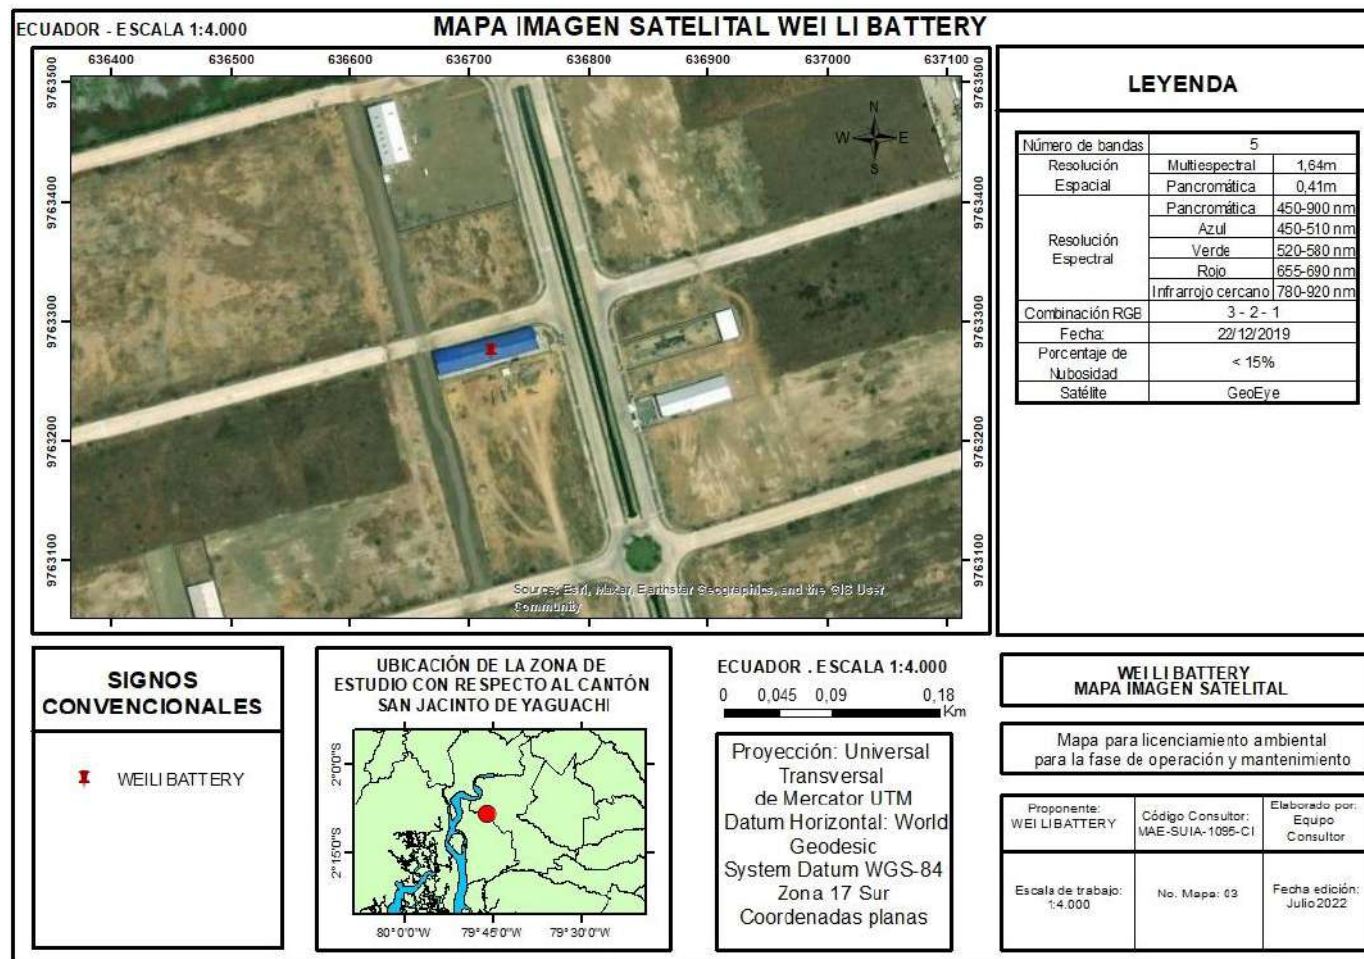 ECUADOR - ESCALA 1:4.000
MAPA IMAGEN SATELITAL WEI LI BATTERY
636400 636500 636600 636700 636800 636900 637000 637100
9763500 9763400 9763300 9763200 9763100
N
W E
S
9763500 9763400 9763300 9763200 9763100
Source: Esri, Maxar, Earthstar Geographics, and the GIS User
Community
LEYENDA
Número de bandas 5
Resolución Espacial Multiespectral 1,64m
Pancromática 0,41m
Resolución Espectral Pancromática 450-900 nm
Azul 450-510 nm
Verde 520-580 nm
Rojo 655-690 nm
Infrarrojo cercano 780-920 nm
Combinación RGB 3 - 2 - 1
Fecha: 22/12/2019
Porcentaje de Nubosidad < 15%
Satélite GeoEye
SIGNOS
CONVENCIONALES
WEI LI BATTERY
UBICACIÓN DE LA ZONA DE
ESTUDIO CON RESPECTO AL CANTÓN
SAN JACINTO DE YAGUACHI
2°0'0"S
2°15'0"S
80°0'0"W 79°45'0"W 79°30'0"W
ECUADOR . ESCALA 1:4.000
0 0,045 0,09 0,18
Km
Proyección: Universal
Transversal
de Mercator UTM
Datum Horizontal: World
Geodesic
System Datum WGS-84
Zona 17 Sur
Coordenadas planas
WEI LI BATTERY
MAPA IMAGEN SATELITAL
Mapa para licenciamiento ambiental
para la fase de operación y mantenimiento
Proponente:
WEI LI BATTERY
Código Consultor:
MAE-SUIA-1095-CI
Elaborado por:
Equipo
Consultor
Escala de trabajo:
1:4.000
No. Mapa: 03
Fecha edición:
Julio 2022